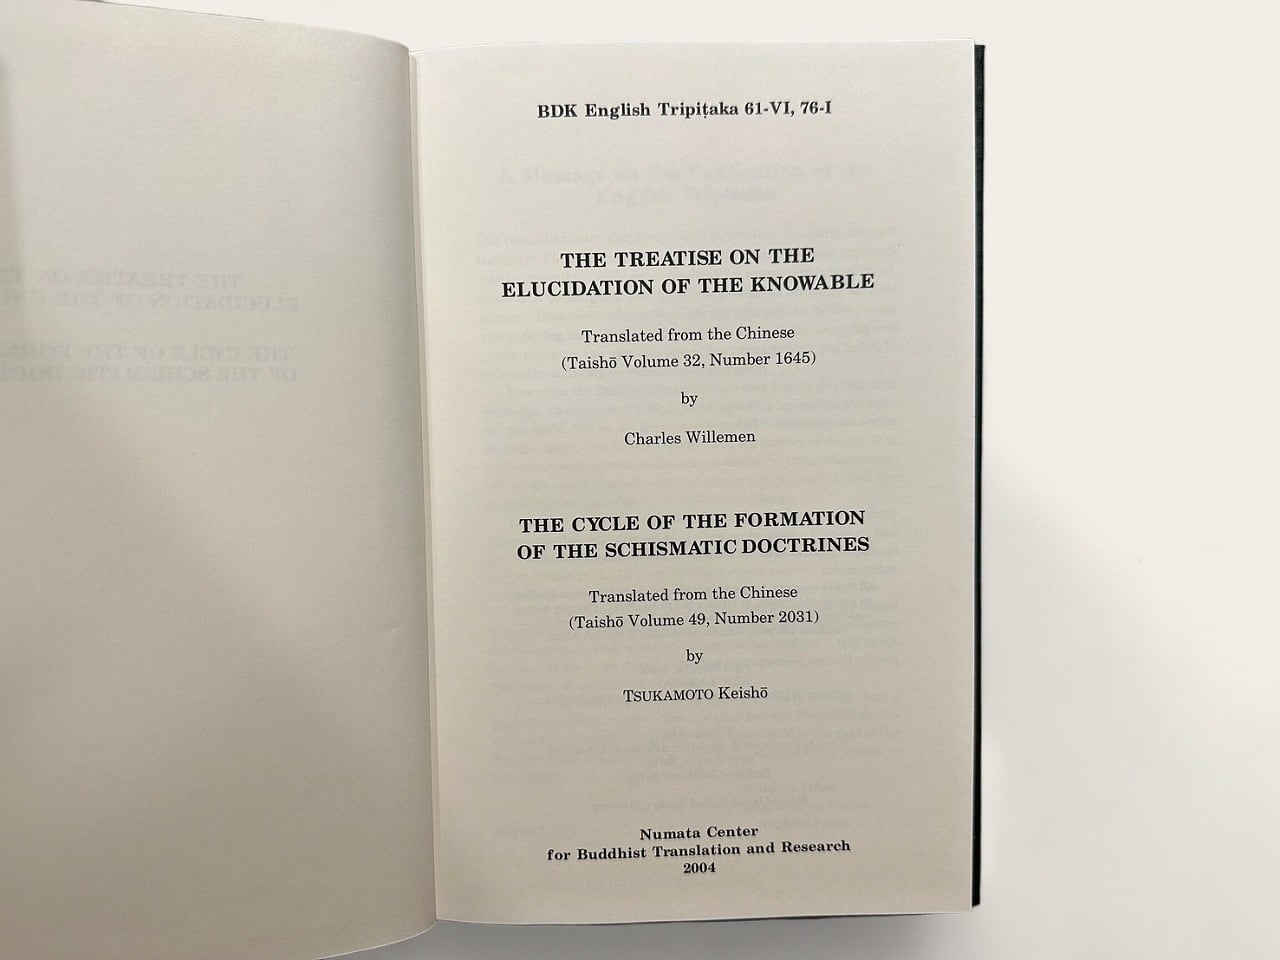 BDK English Tripiṭaka 61-VI, 76-I
THE TREATISE ON THE
ELUCIDATION OF THE KNOWABLE
Translated from the Chinese
(Taishō Volume 32, Number 1645)
by
Charles Willemen
THE CYCLE OF THE FORMATION
OF THE SCHISMATIC DOCTRINES
Translated from the Chinese
(Taishō Volume 49, Number 2031)
by
TSUKAMOTO Keishō
Numata Center
for Buddhist Translation and Research
2004